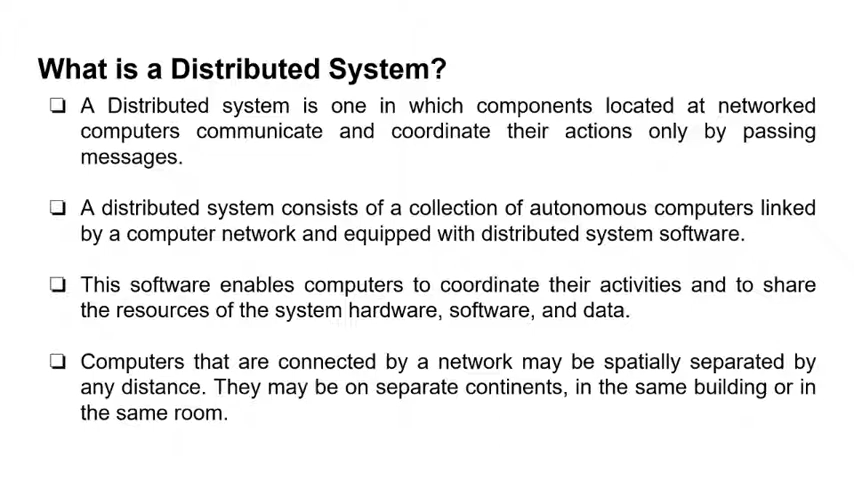 What is a Distributed System?
❑ A Distributed system is one in which components located at networked
computers communicate and coordinate their actions only by passing
messages.
❑ A distributed system consists of a collection of autonomous computers linked
by a computer network and equipped with distributed system software.
❑ This software enables computers to coordinate their activities and to share
the resources of the system hardware, software, and data.
❑ Computers that are connected by a network may be spatially separated by
any distance. They may be on separate continents, in the same building or in
the same room.